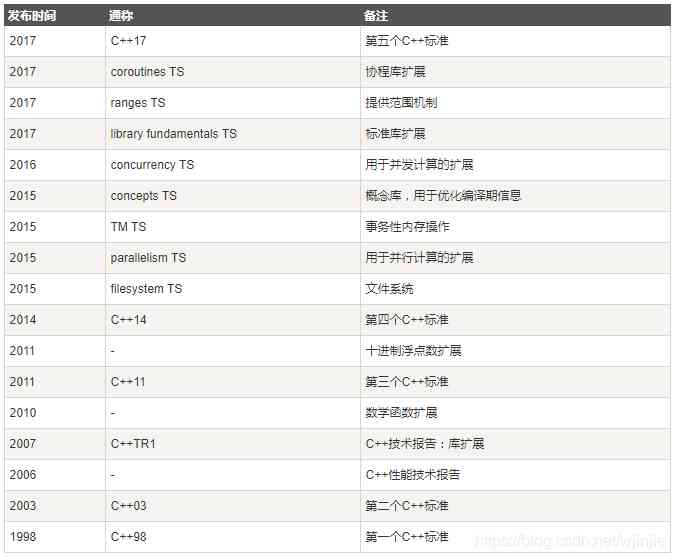 发布时间 通称 备注
2017 C++17 第五个C++标准
2017 coroutines TS 协程库扩展
2017 ranges TS 提供范围机制
2017 library fundamentals TS 标准库扩展
2016 concurrency TS 用于并发计算的扩展
2015 concepts TS 概念库，用于优化编译期信息
2015 TM TS 事务性内存操作
2015 parallelism TS 用于并行计算的扩展
2015 filesystem TS 文件系统
2014 C++14 第四个C++标准
2011 - 十进制浮点数扩展
2011 C++11 第三个C++标准
2010 - 数学函数扩展
2007 C++TR1 C++技术报告：库扩展
2006 - C++性能技术报告
2003 C++03 第二个C++标准
1998 C++98 第一个C++标准